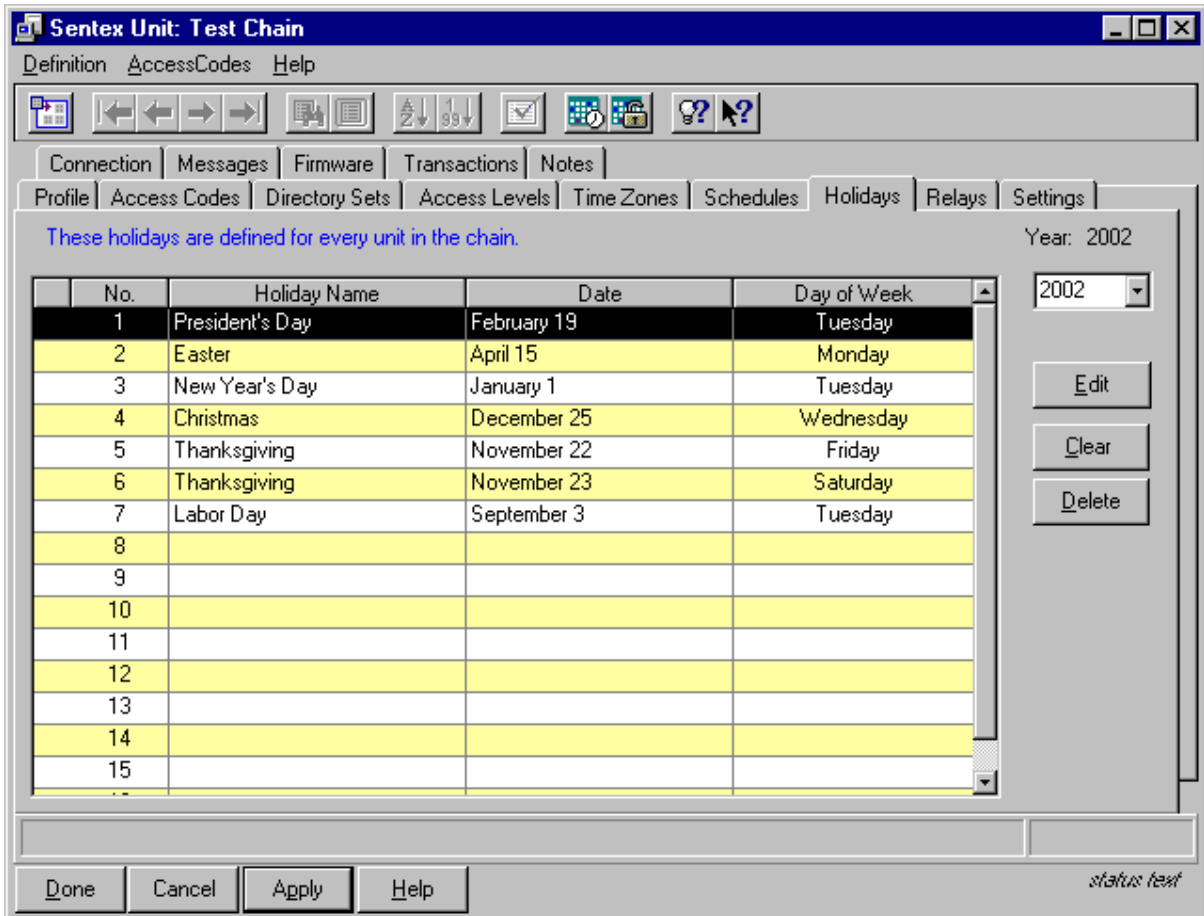 Sentex Unit: Test Chain
Definition AccessCodes Help
Connection Messages Firmware Transactions Notes
Profile Access Codes Directory Sets Access Levels Time Zones Schedules Holidays Relays Settings
These holidays are defined for every unit in the chain. Year: 2002
2002
No. Holiday Name Date Day of Week
1 President's Day February 19 Tuesday
2 Easter April 15 Monday
3 New Year's Day January 1 Tuesday
4 Christmas December 25 Wednesday
5 Thanksgiving November 22 Friday
6 Thanksgiving November 23 Saturday
7 Labor Day September 3 Tuesday
8
9
10
11
12
13
14
15
Edit
Clear
Delete
Done Cancel Apply Help status text